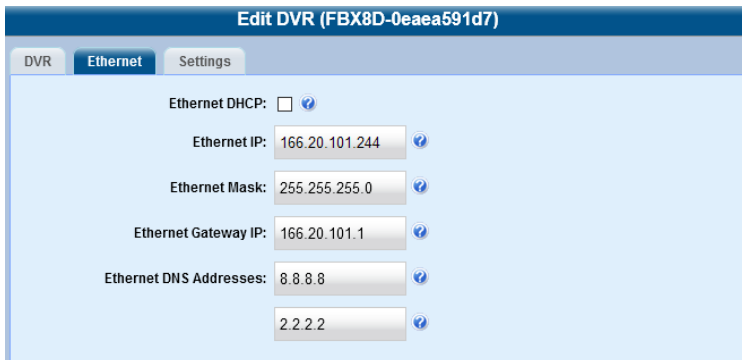 Edit DVR (FBX8D-0eaea591d7)
DVR Ethernet Settings
Ethernet DHCP: ?
Ethernet IP: 166.20.101.244 ?
Ethernet Mask: 255.255.255.0 ?
Ethernet Gateway IP: 166.20.101.1 ?
Ethernet DNS Addresses: 8.8.8.8 ?
2.2.2.2 ?